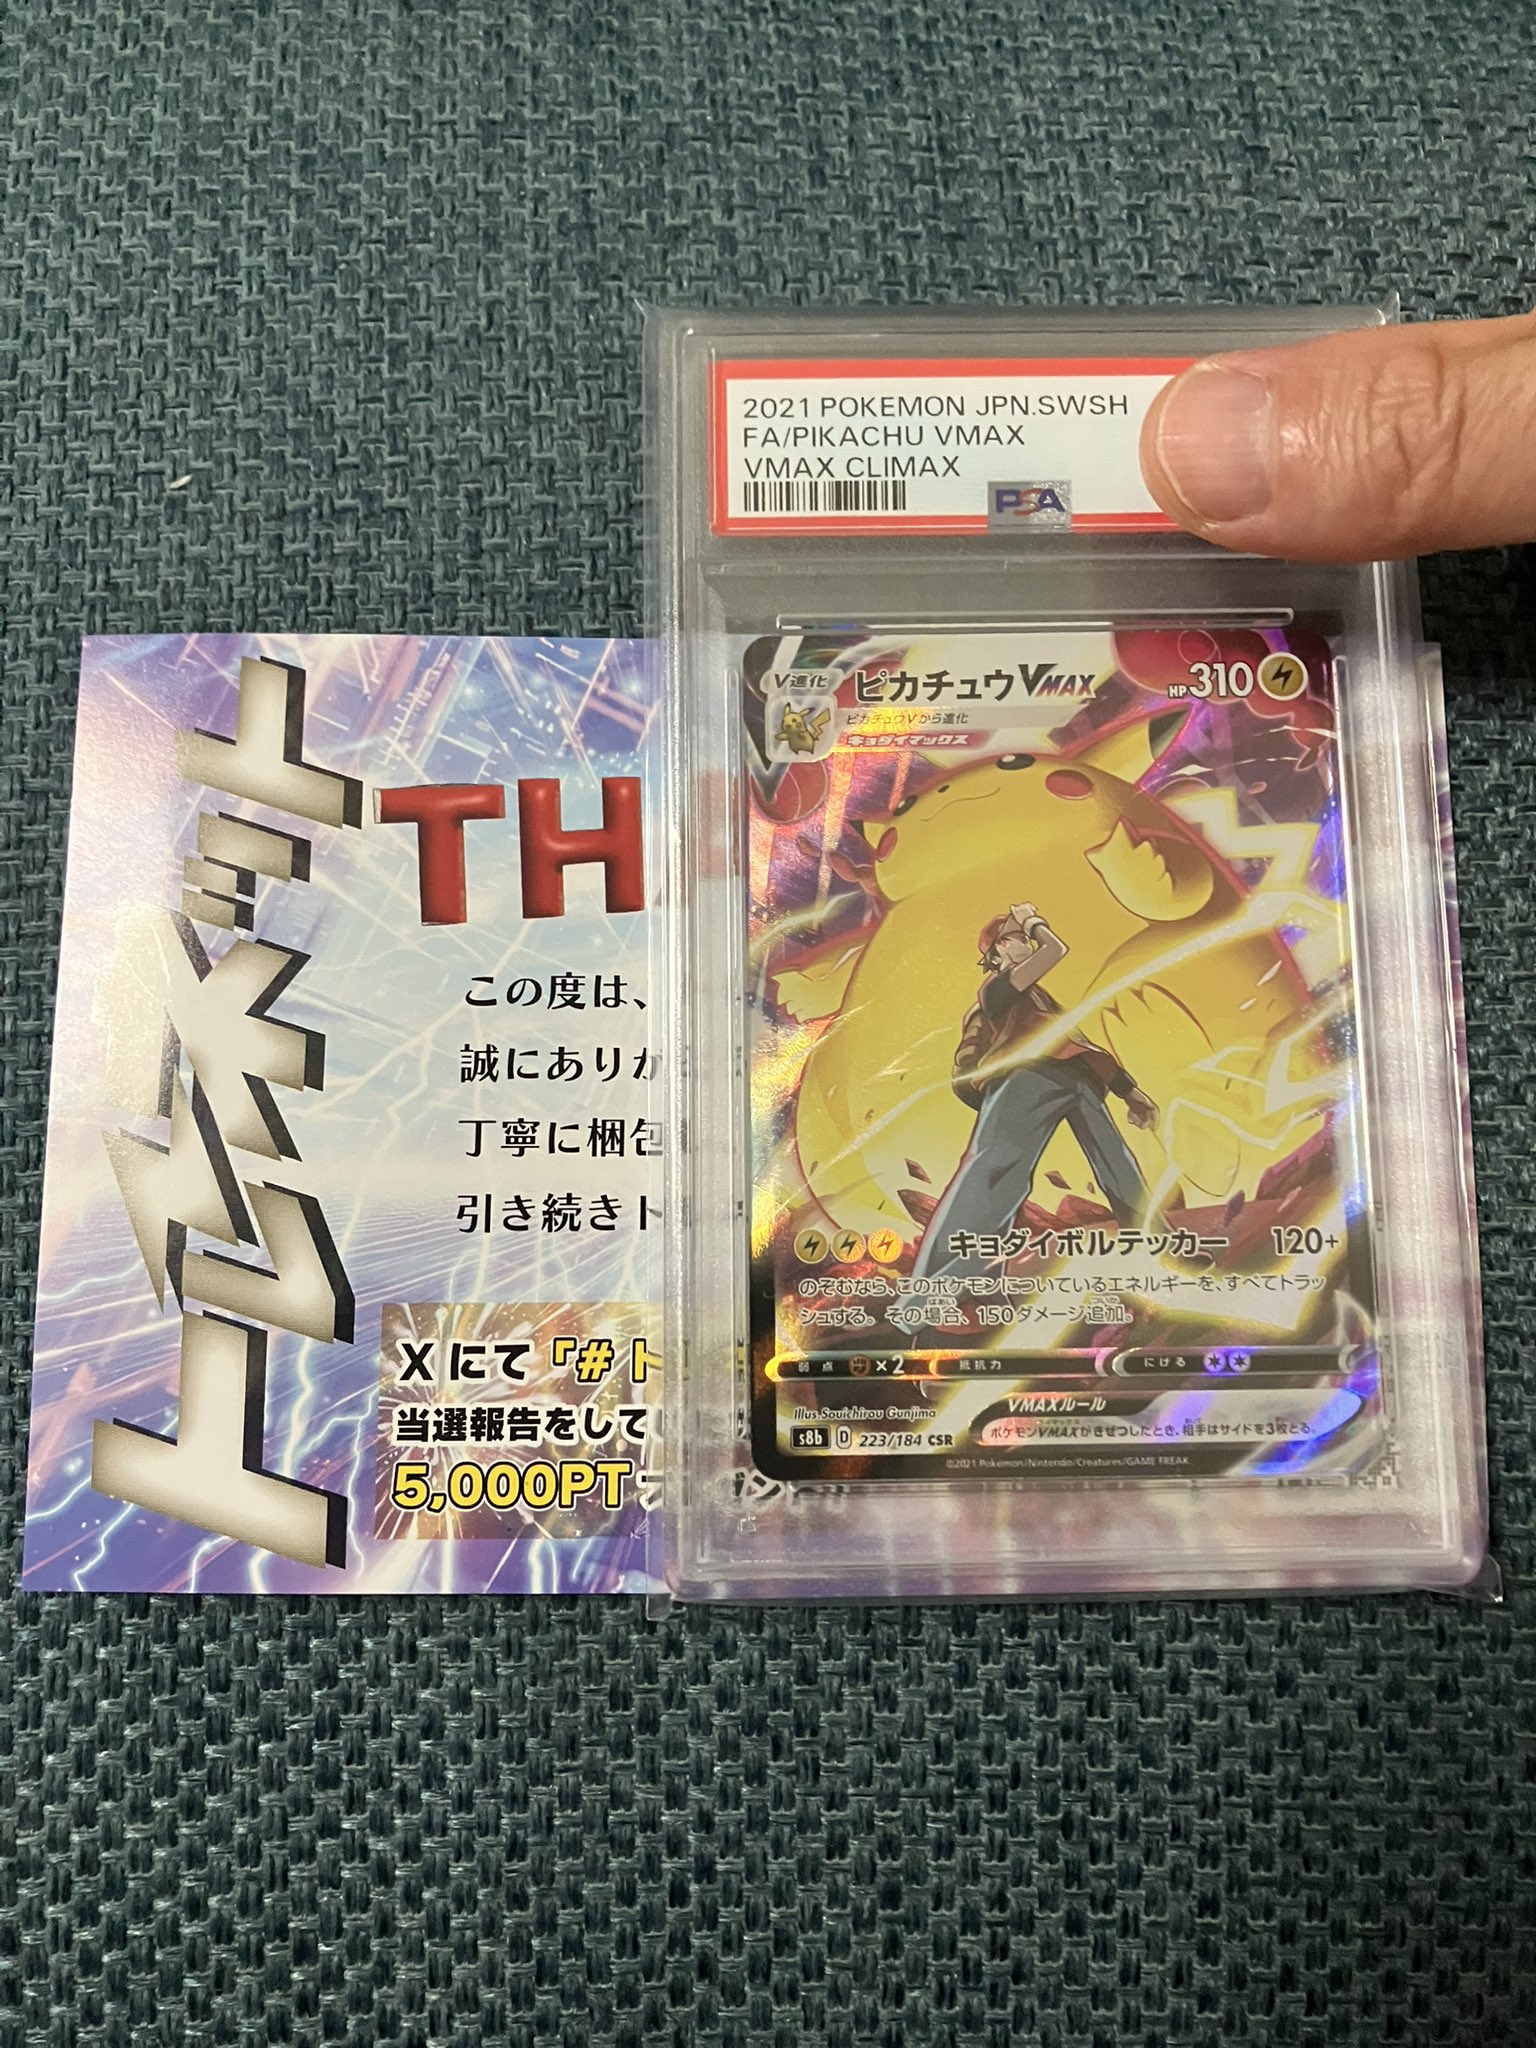 2021 POKEMON JPN.SWSH
FA/PIKACHU VMAX
VMAX CLIMAX
PSA
V進化
ピカチュウVMAX
HP310
ピカチュウVから進化
キョダイマックス
キョダイボルテッカー 120+
のぞむなら、このポケモンについているエネルギーを、すべてトラッ
シュする。その場合、150ダメージ追加。
弱点 ×2 抵抗力 にげる
Illus.Souichirou Gunjima
VMAXルール
ポケモンVMAXがきぜつしたとき、相手はサイドを3枚とる。
s8b D 223/184 CSR
©2021 Pokémon/Nintendo/Creatures/GAME FREAK
TH
この度は、
誠にありが
丁寧に梱包
引き続きト
Xにて「#ト
当選報告をして
5,000PT